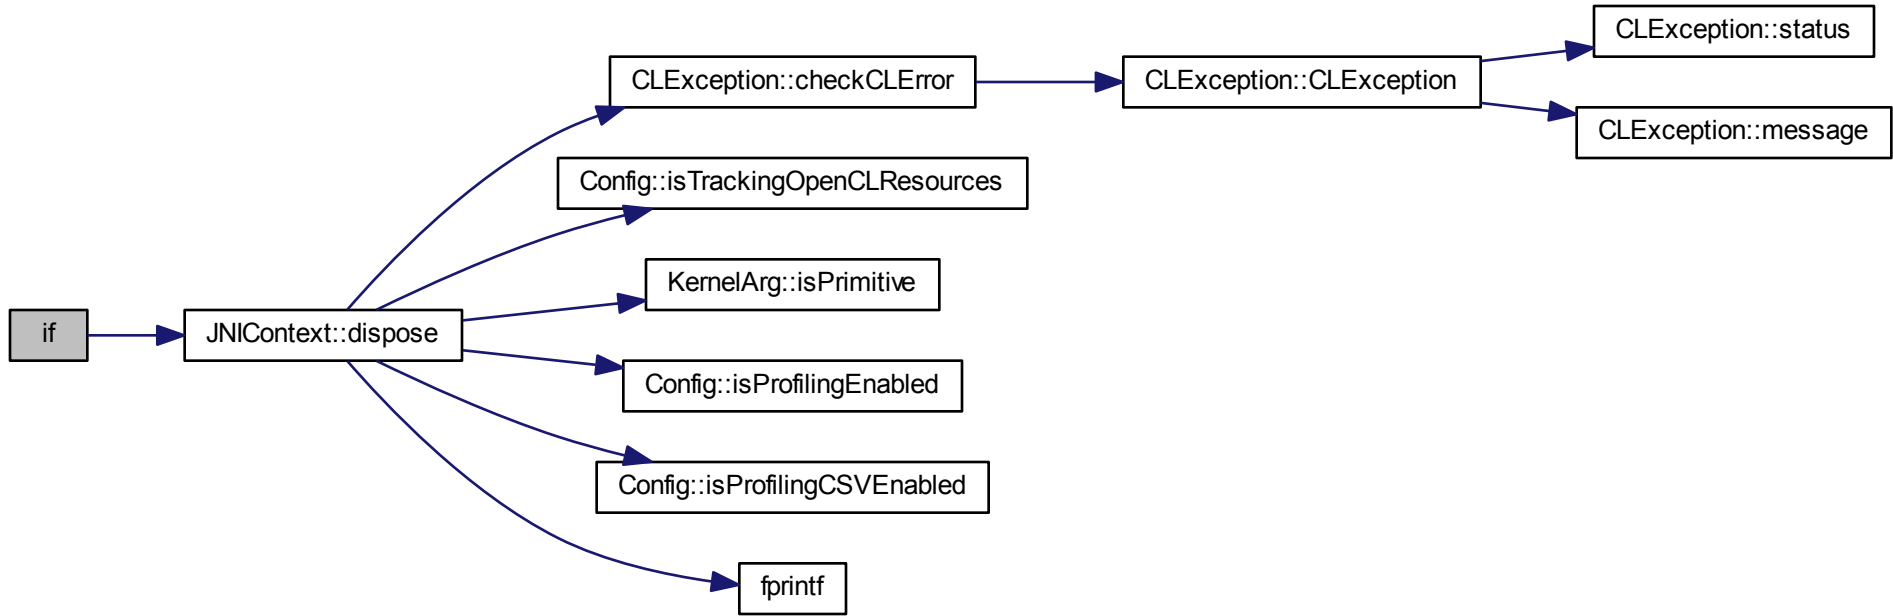 if
JNIContext::dispose
CLException::checkCLError
CLException::CLException
CLException::status
CLException::message
Config::isTrackingOpenCLResources
KernelArg::isPrimitive
Config::isProfilingEnabled
Config::isProfilingCSVEnabled
fprintf